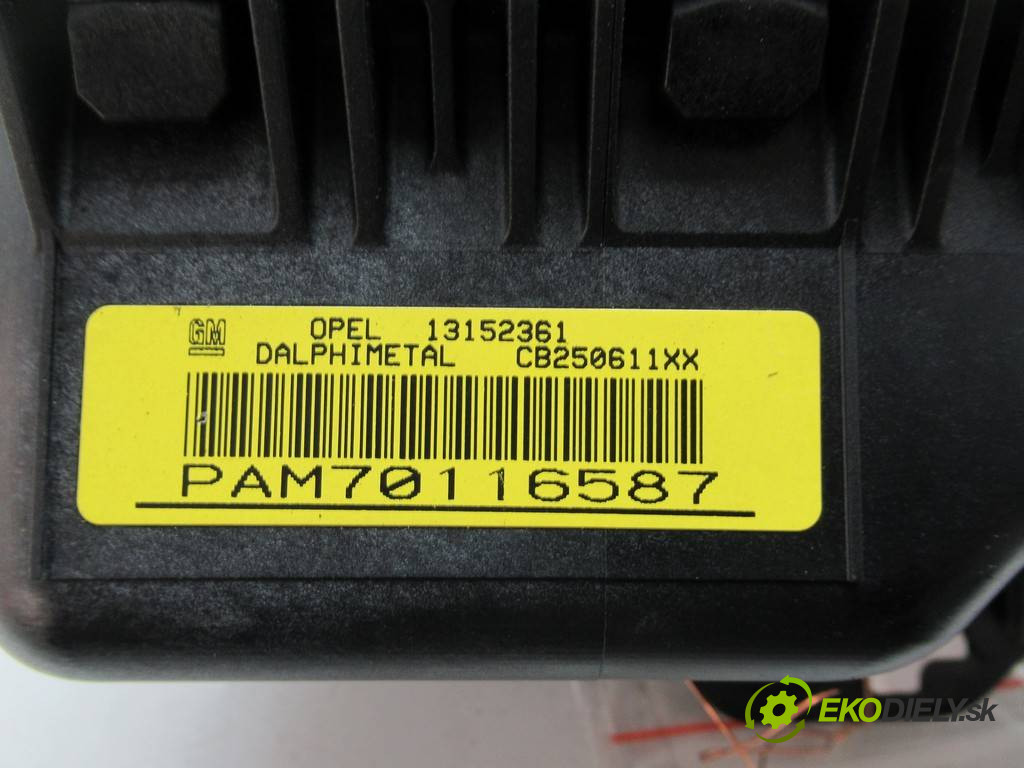 GM OPEL 13152361
DALPHIMETAL CB250611XX
PAM70116587
EKODIELY.sk